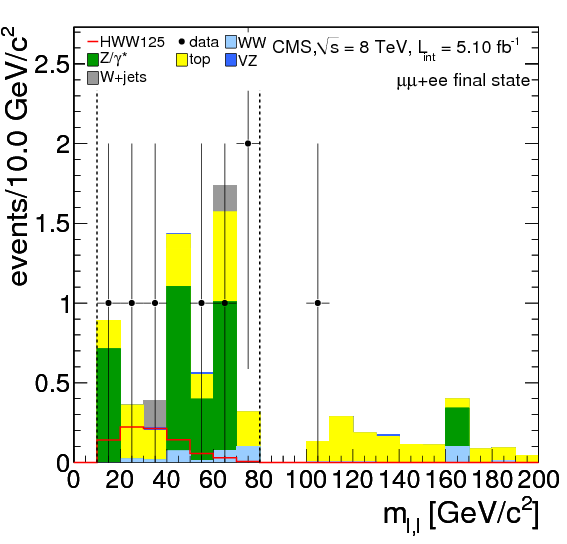 HWW125 data WW
Z/γ* top VZ
W+jets
CMS,√s = 8 TeV, L_int = 5.10 fb⁻¹
μμ+ee final state
events/10.0 GeV/c²
2.5
2
1.5
1
0.5
0
0 20 40 60 80 100 120 140 160 180 200
m_l,l [GeV/c²]